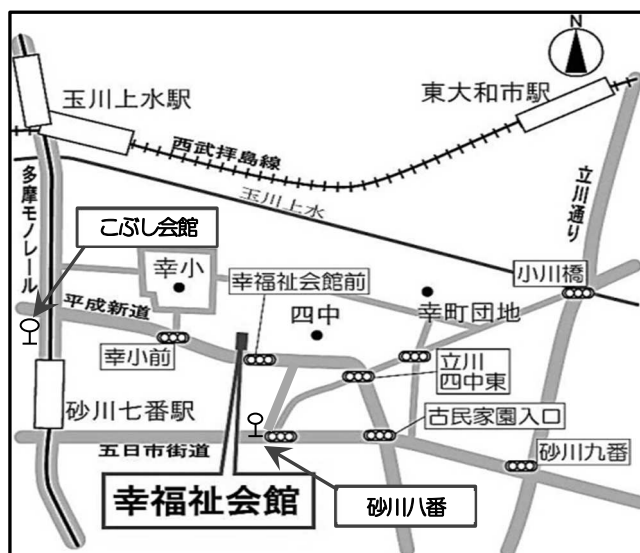 N
玉川上水駅
東大和市駅
西武拝島線
玉川上水
多摩モノレール
立川通り
こぶし会館
幸小
幸福祉会館前
小川橋
平成新道
四中
幸町団地
幸小前
立川
四中東
砂川七番駅
古民家園入口
五日市街道
砂川九番
幸福祉会館
砂川八番